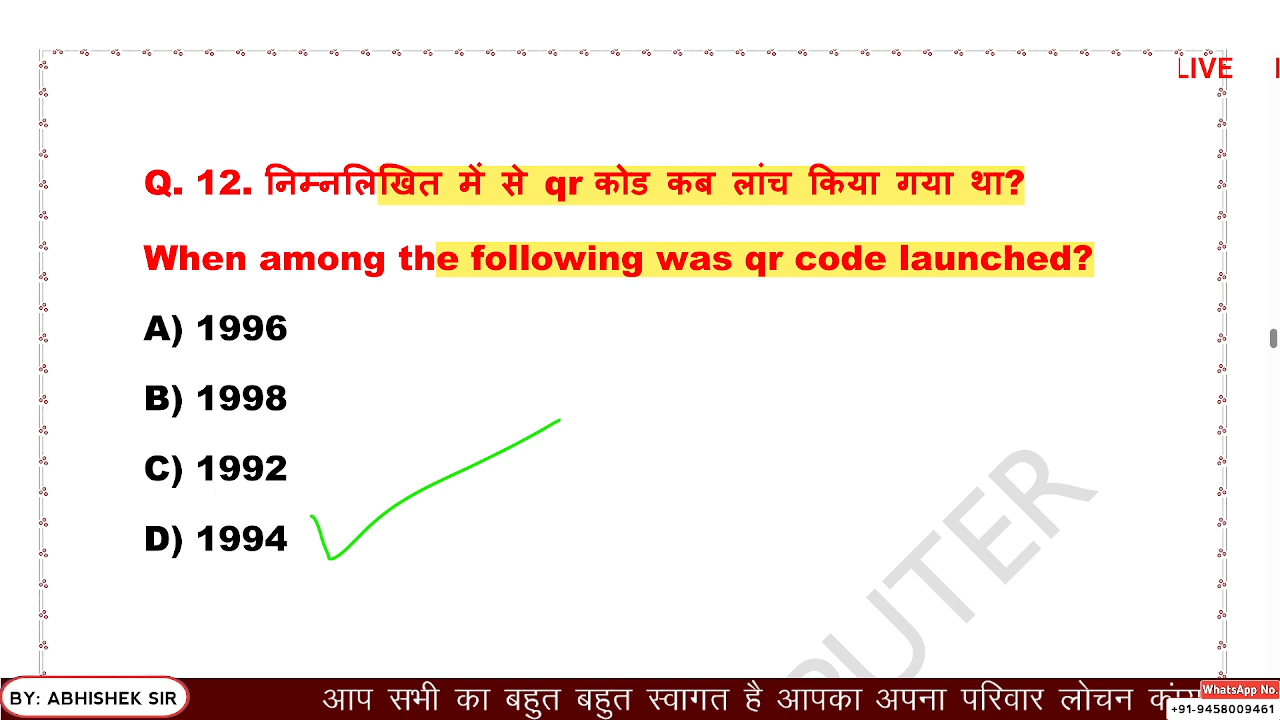 LIVE
Q. 12. निम्नलिखित में से qr कोड कब लांच किया गया था?
When among the following was qr code launched?
A) 1996
B) 1998
C) 1992
D) 1994
PUTER
BY: ABHISHEK SIR
आप सभी का बहुत बहुत स्वागत है आपका अपना परिवार लोचन
WhatsApp No.
+91-9458009461